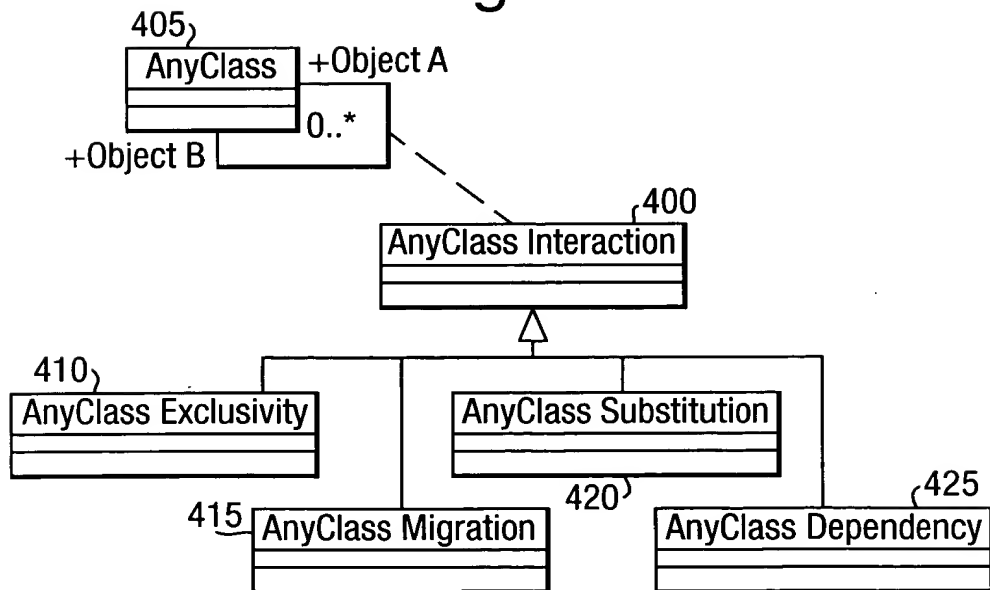 405
AnyClass
+Object A
0..*
+Object B
400
AnyClass Interaction
410
AnyClass Exclusivity
AnyClass Substitution
420
415
AnyClass Migration
425
AnyClass Dependency